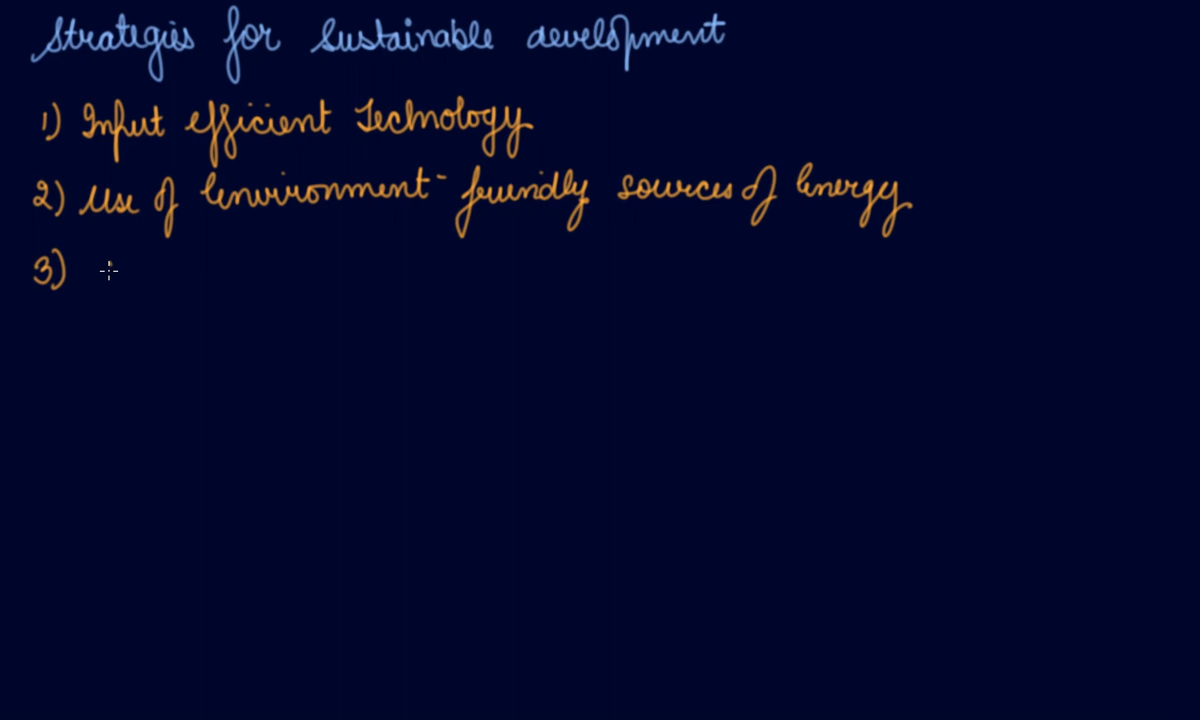 Strategies for Sustainable development
1) Input efficient Technology
2) Use of Environment-friendly sources of Energy
3)